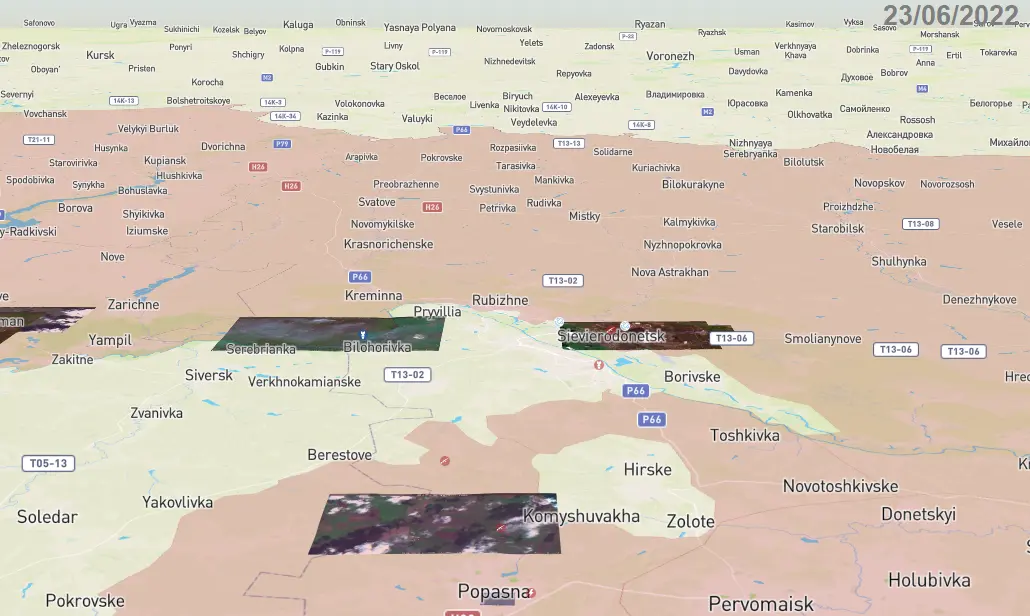 Safonovo
Ugra
Vyazma
Sukhinichi
Kozelsk
Belyov
Kaluga
Obninsk
Yasnaya Polyana
Novomoskovsk
Ryazan
Kasimov
Vyksa
23/06/2022
Sasovo
Morshansk
Zheleznogorsk
Kursk
Ponyri
Shchigry
Kolpna
P-119
Livny
P-119
Yelets
Zadonsk
P-22
Ryazhsk
Voronezh
Usman
Verkhnyaya
Khava
Dobrinka
P-119
Anna
Ertil
Tokarevka
Oboyan'
Pristen
M2
Gubkin
Stary Oskol
Nizhnedevitsk
Repyovka
Davydovka
Духовое
Bobrov
Severnyi
Korocha
14K-13
Bolshetroitskoye
14K-3
14K-34
Volokonovka
Веселое
Biryuch
Livenka
Nikitovka
14K-10
Alexeyevka
Владимировка
Kamenka
M4
Белогорье
Vovchansk
Kazinka
Valuyki
Veydelevka
M2
Юрасовка
Olkhovatka
Самойленко
Rossosh
Velykyi Burluk
P66
14K-8
Александровка
T21-11
Husynka
Dvorichna
P79
Rozpasiivka
T13-13
Solidarne
Nizhnyaya
Serebryanka
Новобелая
Михайло
Starovirivka
Kupiansk
H26
Arapivka
Pokrovske
Tarasivka
Kuriachivka
Bilolutsk
Spodobivka
Synykha
Hlushkivka
Bohuslavka
H26
Preobrazhenne
Svystunivka
Mankivka
Bilokurakyne
Novopskov
Novorozsosh
Borova
Shyikivka
Svatove
H26
Petrivka
Rudivka
Mistky
Proizhdzhe
y-Radkivski
Iziumske
Novomykilske
Kalmykivka
Starobilsk
T13-08
Vesele
Nove
Krasnorichenske
Nyzhnopokrovka
P66
T13-02
Nova Astrakhan
Shulhynka
Zarichne
Kreminna
Rubizhne
Denezhnykove
man
Pryvillia
Yampil
Serebrianka
Bilohorivka
Sievierodonetsk
T13-06
Smolianynove
T13-06
T13-06
Zakitne
Siversk
Verkhnokamianske
T13-02
P66
Borivske
Zvanivka
P66
Toshkivka
T05-13
Berestove
Hirske
Yakovlivka
Novotoshkivske
Soledar
Komyshuvakha
Zolote
Donetskyi
Popasna
Holubivka
Pokrovske
Pervomaisk